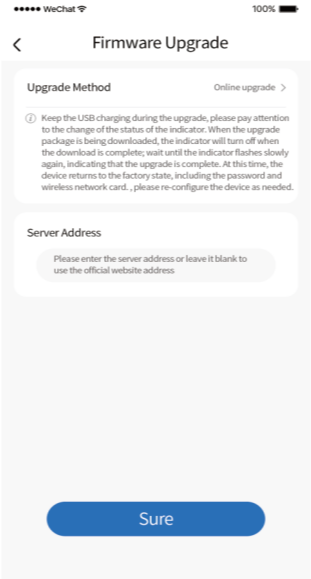 WeChat
100%
Firmware Upgrade
Upgrade Method
Online upgrade
Keep the USB charging during the upgrade, please pay attention
to the change of the status of the indicator. When the upgrade
package is being downloaded, the indicator will turn off when
the download is complete; wait until the indicator flashes slowly
again, indicating that the upgrade is complete. At this time, the
device returns to the factory state, including the password and
wireless network card. , please re-configure the device as needed.
Server Address
Please enter the server address or leave it blank to
use the official website address
Sure